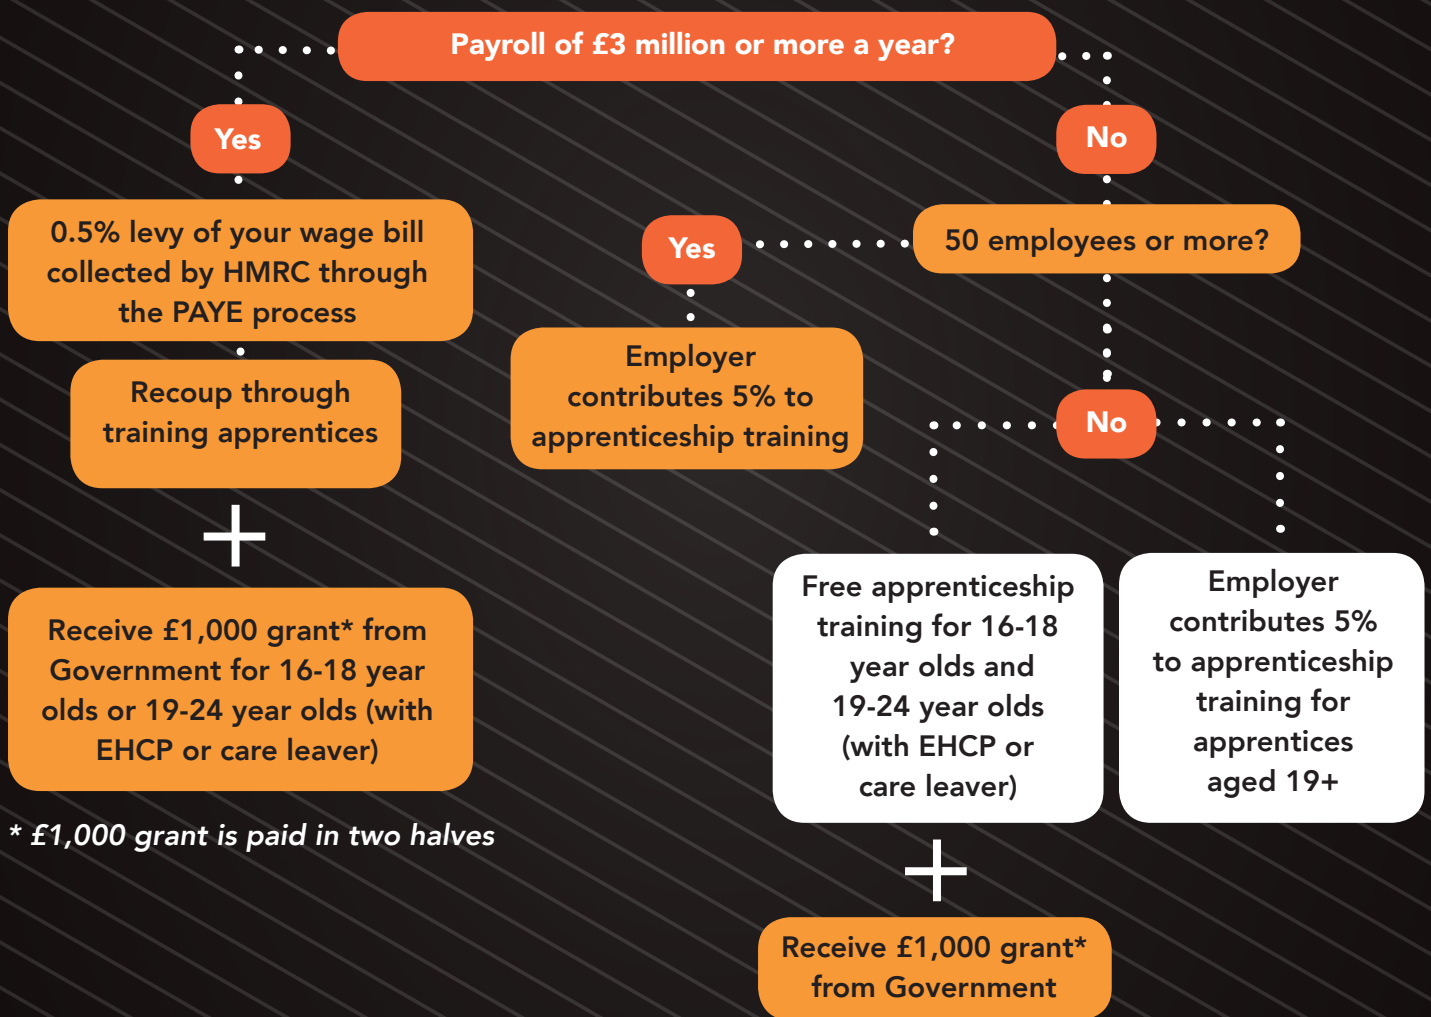 Payroll of £3 million or more a year?
Yes
No
0.5% levy of your wage bill
collected by HMRC through
the PAYE process
Recoup through
training apprentices
Receive £1,000 grant* from
Government for 16-18 year
olds or 19-24 year olds (with
EHCP or care leaver)
* £1,000 grant is paid in two halves
50 employees or more?
Yes
Employer
contributes 5% to
apprenticeship training
No
Free apprenticeship
training for 16-18
year olds and
19-24 year olds
(with EHCP or
care leaver)
Receive £1,000 grant*
from Government
Employer
contributes 5%
to apprenticeship
training for
apprentices
aged 19+